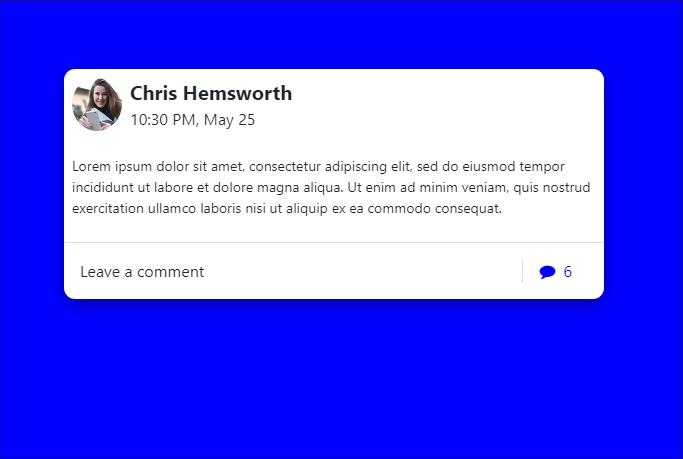 Chris Hemsworth
10:30 PM, May 25
Lorem ipsum dolor sit amet, consectetur adipiscing elit, sed do eiusmod tempor
incididunt ut labore et dolore magna aliqua. Ut enim ad minim veniam, quis nostrud
exercitation ullamco laboris nisi ut aliquip ex ea commodo consequat.
Leave a comment
6